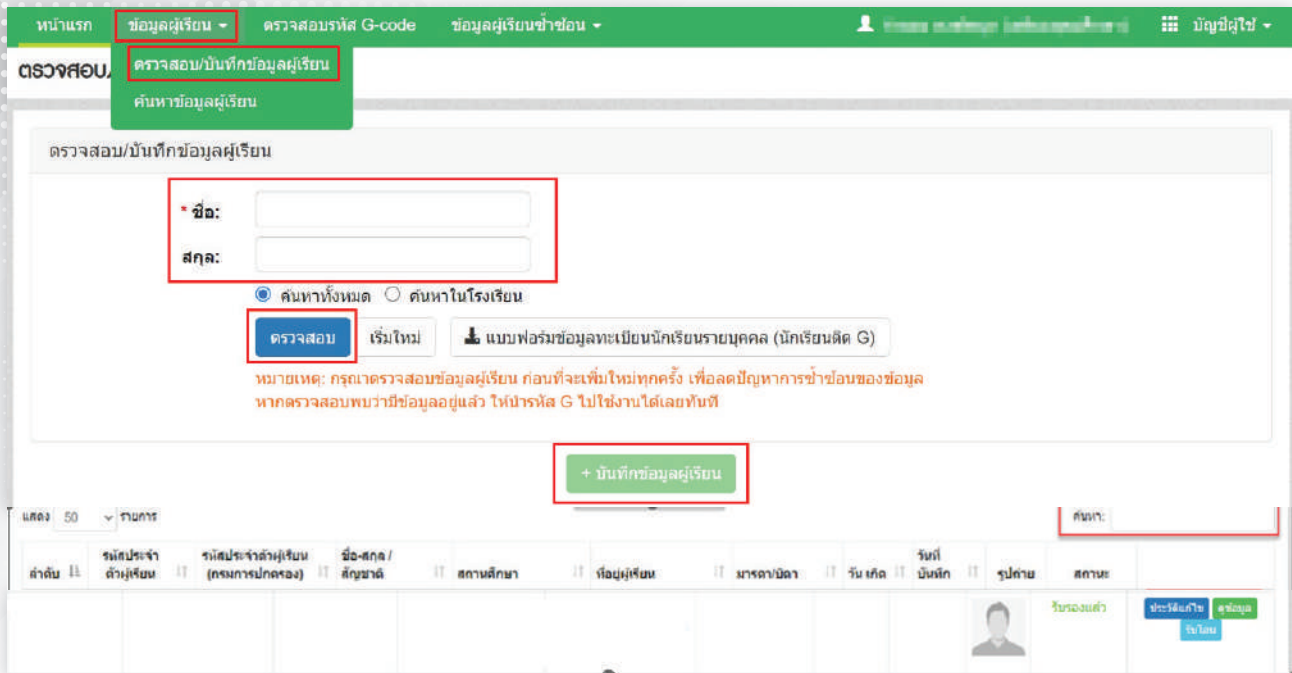 หน้าแรก ข้อมูลผู้เรียน ตรวจสอบรหัส G-code ข้อมูลผู้เรียนซ้ำซ้อน บัญชีผู้ใช้
ตรวจสอบ/ ตรวจสอบ/บันทึกข้อมูลผู้เรียน
ค้นหาข้อมูลผู้เรียน
ตรวจสอบ/บันทึกข้อมูลผู้เรียน
* ชื่อ:
สกุล:
ค้นหาทั้งหมด ค้นหาในโรงเรียน
ตรวจสอบ เริ่มใหม่ แบบฟอร์มข้อมูลทะเบียนนักเรียนรายบุคคล (นักเรียนติด G)
หมายเหตุ: กรุณาตรวจสอบข้อมูลผู้เรียน ก่อนที่จะเพิ่มใหม่ทุกครั้ง เพื่อลดปัญหาการซ้ำซ้อนของข้อมูล
หากตรวจสอบพบว่ามีข้อมูลอยู่แล้ว ให้นำรหัส G ไปใช้งานได้เลยทันที
+ บันทึกข้อมูลผู้เรียน
แสดง 50 รายการ ค้นหา:
ลำดับ รหัสประจำตัวผู้เรียน รหัสประจำตัวผู้เรียน (กรมการปกครอง) ชื่อ-สกุล/สัญชาติ สถานศึกษา ที่อยู่ผู้เรียน มารดา/บิดา วันเกิด วันที่บันทึก รูปถ่าย สถานะ
รับรองแล้ว ประวัติแก้ไข ดูข้อมูล
รับโอน